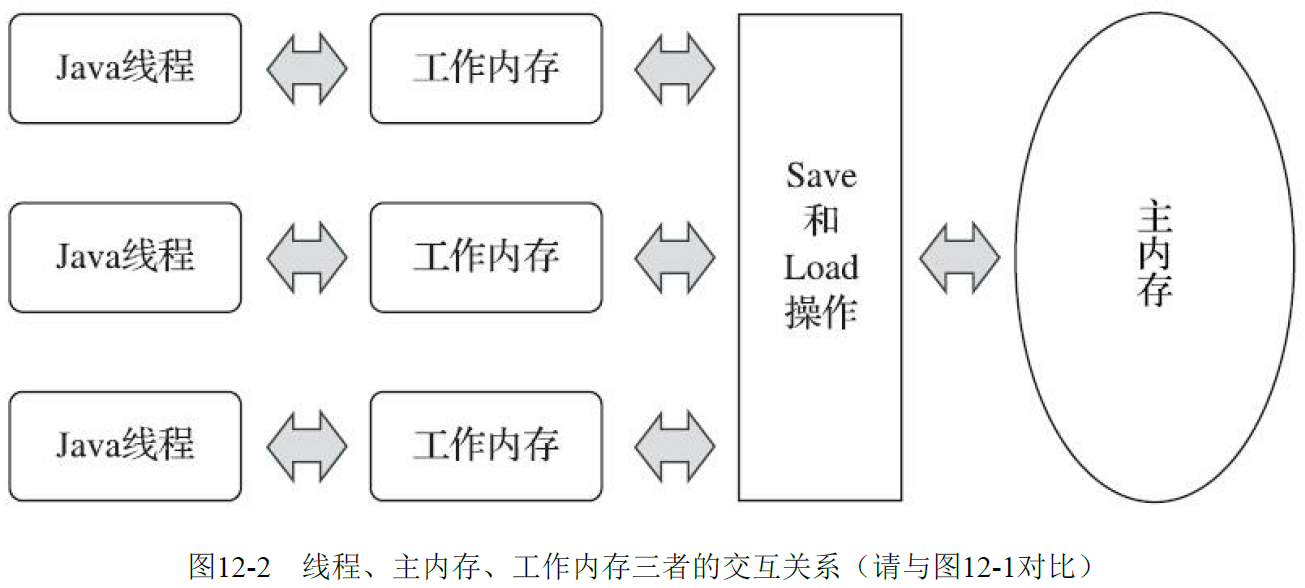 Java线程
工作内存
Java线程
工作内存
Java线程
工作内存
Save
和
Load
操作
主
内
存
图12-2 线程、主内存、工作内存三者的交互关系（请与图12-1对比）